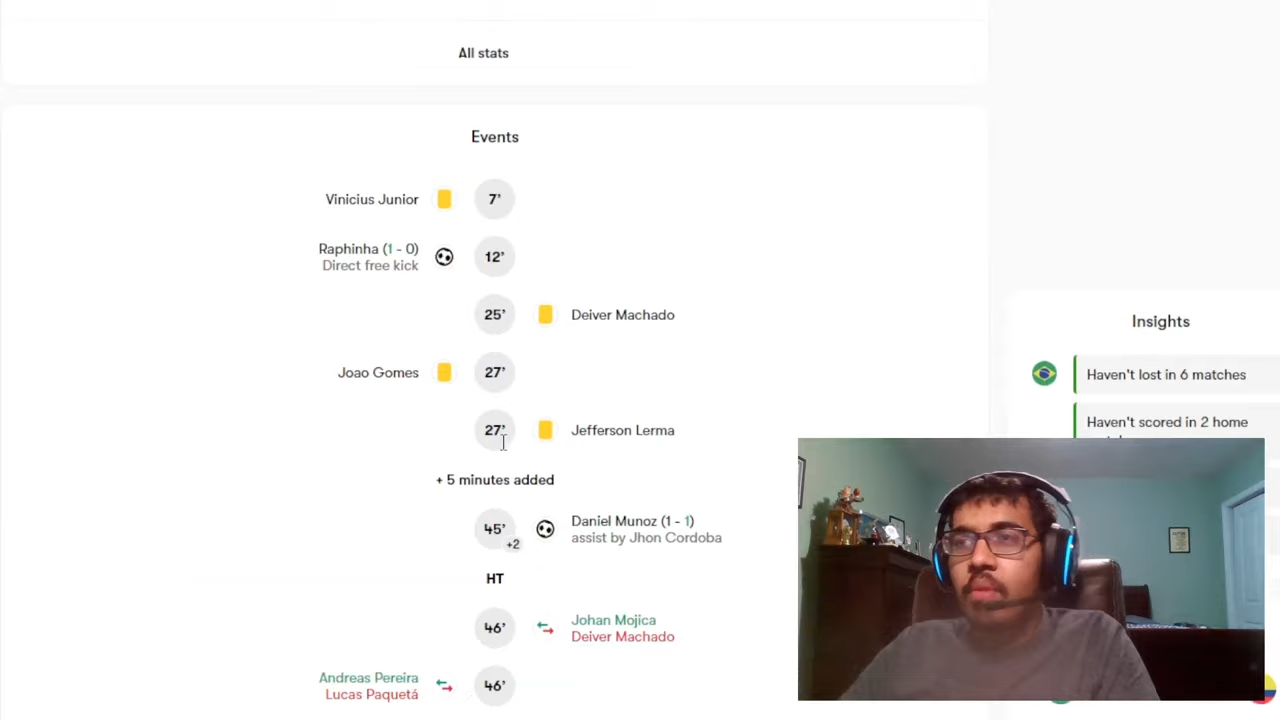 All stats
Events
Vinicius Junior 7'
Raphinha (1 - 0) 12'
Direct free kick
25' Deiver Machado
Joao Gomes 27'
27' Jefferson Lerma
+ 5 minutes added
45' +2 Daniel Munoz (1 - 1)
assist by Jhon Cordoba
HT
46' Johan Mojica
Deiver Machado
Andreas Pereira 46'
Lucas Paquetá
Insights
Haven't lost in 6 matches
Haven't scored in 2 home